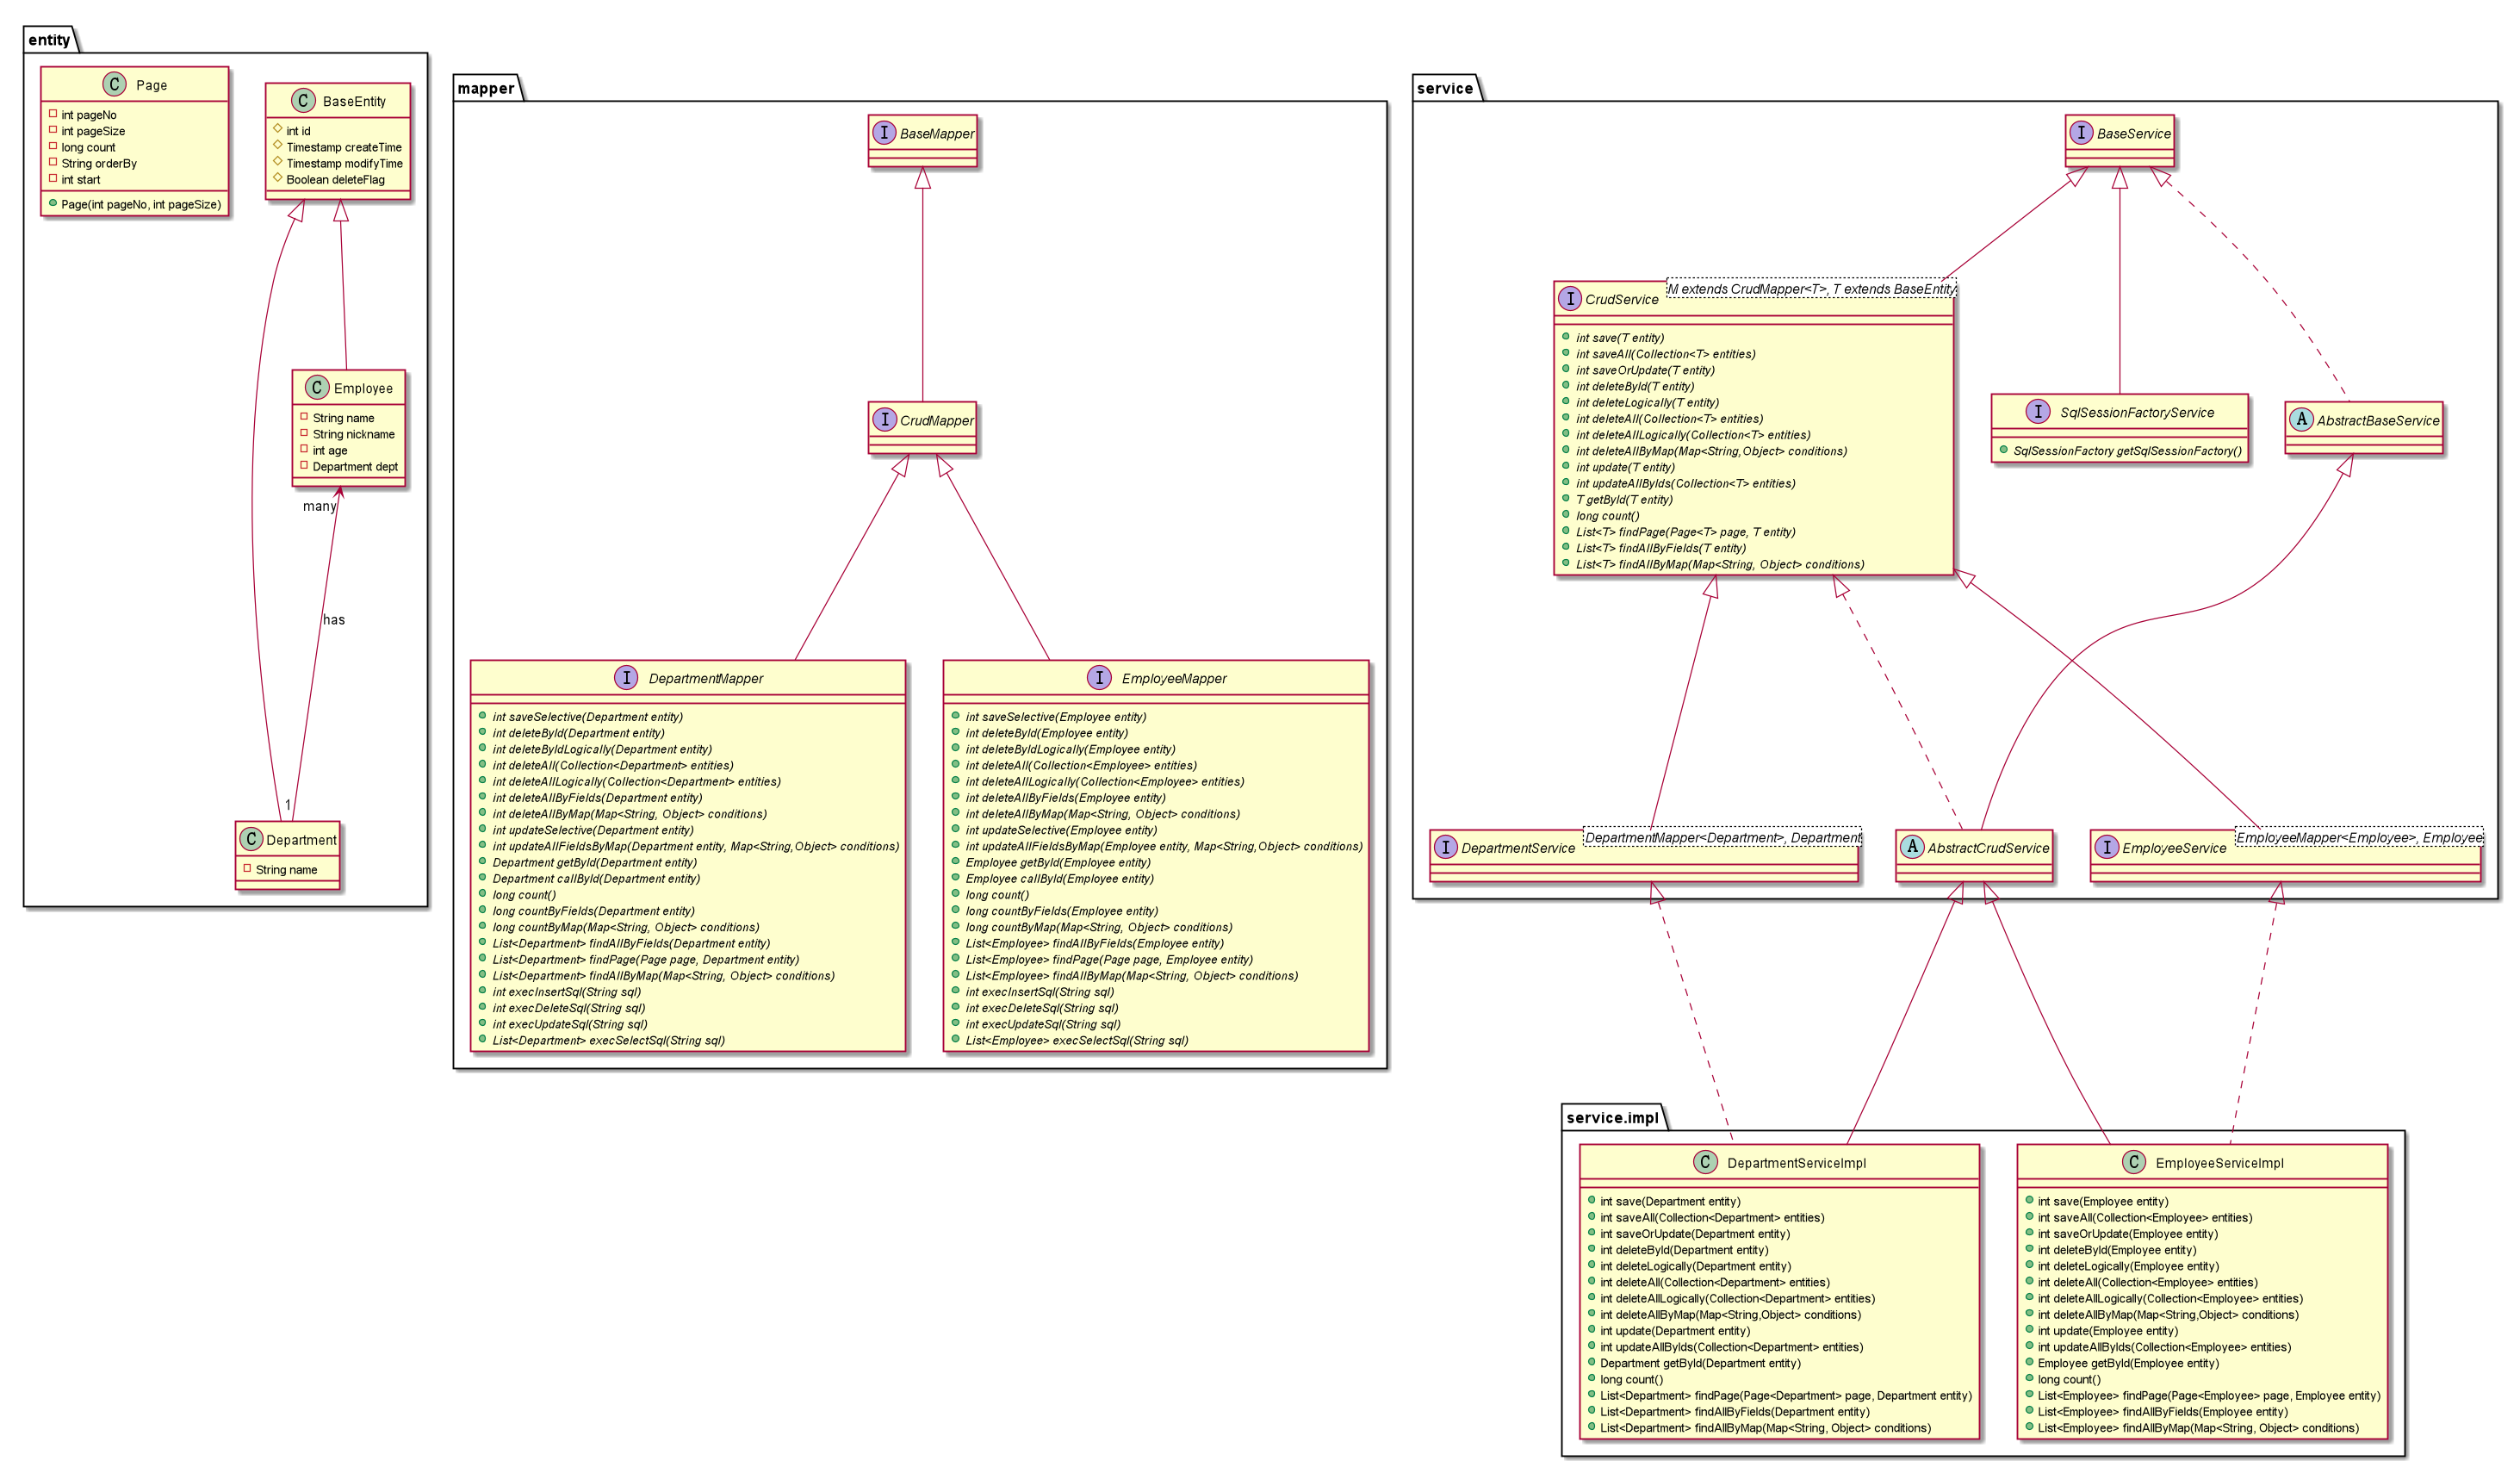 entity
C Page
int pageNo
int pageSize
long count
String orderBy
int start
Page(int pageNo, int pageSize)
C BaseEntity
int id
Timestamp createTime
Timestamp modifyTime
Boolean deleteFlag
C Employee
String name
String nickname
int age
Department dept
many
has
1
C Department
String name
mapper
I BaseMapper
I CrudMapper
I DepartmentMapper
int saveSelective(Department entity)
int deleteById(Department entity)
int deleteByIdLogically(Department entity)
int deleteAll(Collection<Department> entities)
int deleteAllLogically(Collection<Department> entities)
int deleteAllByFields(Department entity)
int deleteAllByMap(Map<String, Object> conditions)
int updateSelective(Department entity)
int updateAllFieldsByMap(Department entity, Map<String,Object> conditions)
Department getById(Department entity)
Department callById(Department entity)
long count()
long countByFields(Department entity)
long countByMap(Map<String, Object> conditions)
List<Department> findAllByFields(Department entity)
List<Department> findPage(Page page, Department entity)
List<Department> findAllByMap(Map<String, Object> conditions)
int execInsertSql(String sql)
int execDeleteSql(String sql)
int execUpdateSql(String sql)
List<Department> execSelectSql(String sql)
I EmployeeMapper
int saveSelective(Employee entity)
int deleteById(Employee entity)
int deleteByIdLogically(Employee entity)
int deleteAll(Collection<Employee> entities)
int deleteAllLogically(Collection<Employee> entities)
int deleteAllByFields(Employee entity)
int deleteAllByMap(Map<String, Object> conditions)
int updateSelective(Employee entity)
int updateAllFieldsByMap(Employee entity, Map<String,Object> conditions)
Employee getById(Employee entity)
Employee callById(Employee entity)
long count()
long countByFields(Employee entity)
long countByMap(Map<String, Object> conditions)
List<Employee> findAllByFields(Employee entity)
List<Employee> findPage(Page page, Employee entity)
List<Employee> findAllByMap(Map<String, Object> conditions)
int execInsertSql(String sql)
int execDeleteSql(String sql)
int execUpdateSql(String sql)
List<Employee> execSelectSql(String sql)
service
I BaseService
I CrudService
M extends CrudMapper<T>, T extends BaseEntity
int save(T entity)
int saveAll(Collection<T> entities)
int saveOrUpdate(T entity)
int deleteById(T entity)
int deleteLogically(T entity)
int deleteAll(Collection<T> entities)
int deleteAllLogically(Collection<T> entities)
int deleteAllByMap(Map<String,Object> conditions)
int update(T entity)
int updateAllByIds(Collection<T> entities)
T getById(T entity)
long count()
List<T> findPage(Page<T> page, T entity)
List<T> findAllByFields(T entity)
List<T> findAllByMap(Map<String, Object> conditions)
I SqlSessionFactoryService
SqlSessionFactory getSqlSessionFactory()
A AbstractBaseService
I DepartmentService
DepartmentMapper<Department>, Department
A AbstractCrudService
I EmployeeService
EmployeeMapper<Employee>, Employee
service.impl
C DepartmentServiceImpl
int save(Department entity)
int saveAll(Collection<Department> entities)
int saveOrUpdate(Department entity)
int deleteById(Department entity)
int deleteLogically(Department entity)
int deleteAll(Collection<Department> entities)
int deleteAllLogically(Collection<Department> entities)
int deleteAllByMap(Map<String,Object> conditions)
int update(Department entity)
int updateAllByIds(Collection<Department> entities)
Department getById(Department entity)
long count()
List<Department> findPage(Page<Department> page, Department entity)
List<Department> findAllByFields(Department entity)
List<Department> findAllByMap(Map<String, Object> conditions)
C EmployeeServiceImpl
int save(Employee entity)
int saveAll(Collection<Employee> entities)
int saveOrUpdate(Employee entity)
int deleteById(Employee entity)
int deleteLogically(Employee entity)
int deleteAll(Collection<Employee> entities)
int deleteAllLogically(Collection<Employee> entities)
int deleteAllByMap(Map<String,Object> conditions)
int update(Employee entity)
int updateAllByIds(Collection<Employee> entities)
Employee getById(Employee entity)
long count()
List<Employee> findPage(Page<Employee> page, Employee entity)
List<Employee> findAllByFields(Employee entity)
List<Employee> findAllByMap(Map<String, Object> conditions)